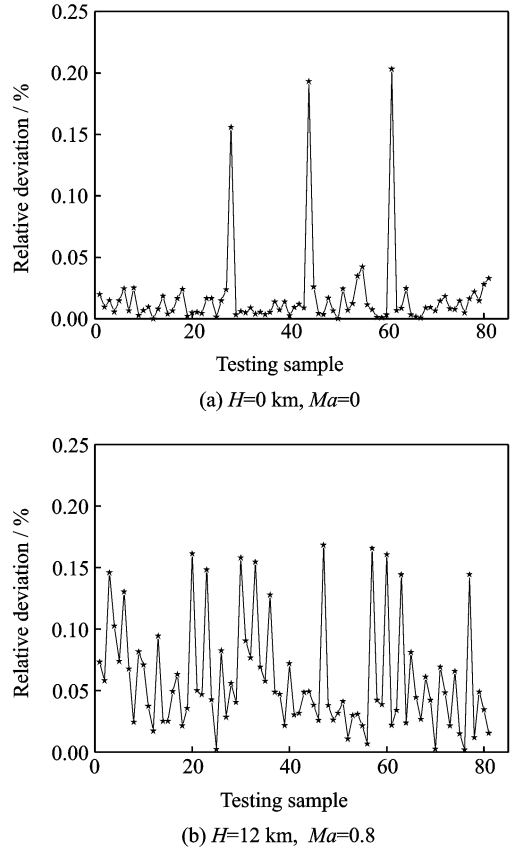 0.25
0.20
0.15
0.10
0.05
0.00
Relative deviation / %
0 20 40 60 80
Testing sample
(a) H=0 km, Ma=0
0.25
0.20
0.15
0.10
0.05
0.00
Relative deviation / %
0 20 40 60 80
Testing sample
(b) H=12 km, Ma=0.8